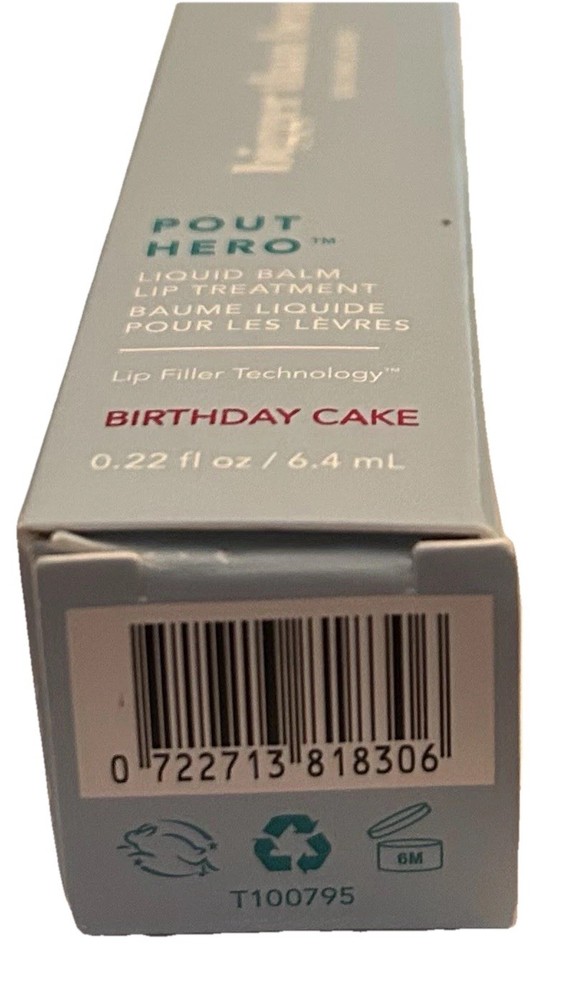 POUT
HERO™
LIQUID BALM
LIP TREATMENT
BAUME LIQUIDE
POUR LES LÈVRES
Lip Filler Technology™
BIRTHDAY CAKE
0.22 fl oz / 6.4 mL
0 722713 818306
6M
T100795